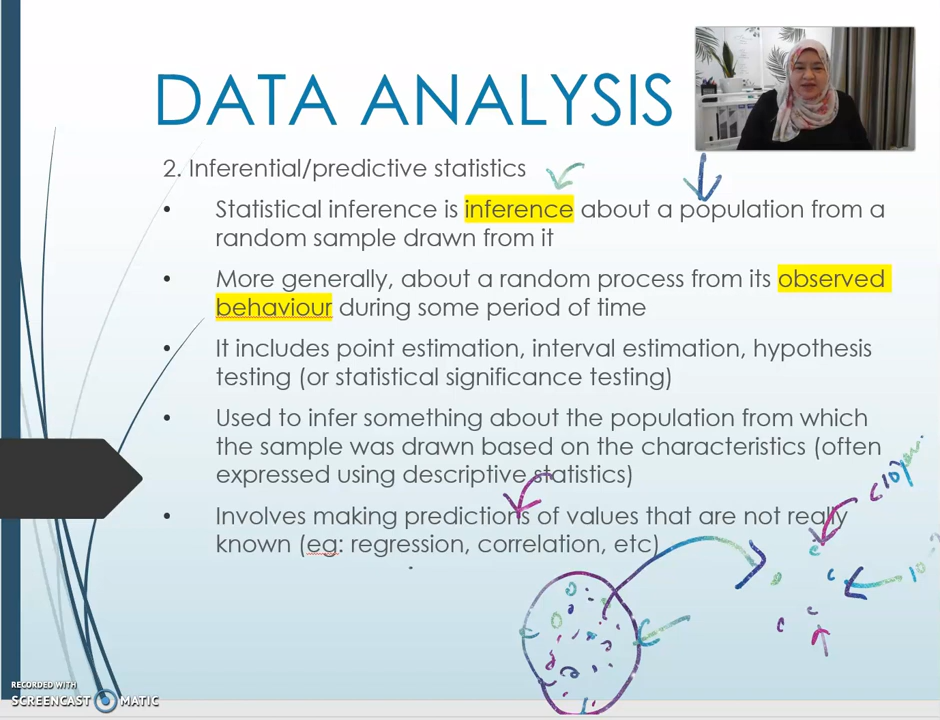 DATA ANALYSIS
2. Inferential/predictive statistics
• Statistical inference is inference about a population from a
random sample drawn from it
• More generally, about a random process from its observed
behaviour during some period of time
• It includes point estimation, interval estimation, hypothesis
testing (or statistical significance testing)
• Used to infer something about the population from which
the sample was drawn based on the characteristics (often
expressed using descriptive statistics)
• Involves making predictions of values that are not really
known (eg: regression, correlation, etc)
RECORDED WITH
SCREENCAST MATIC